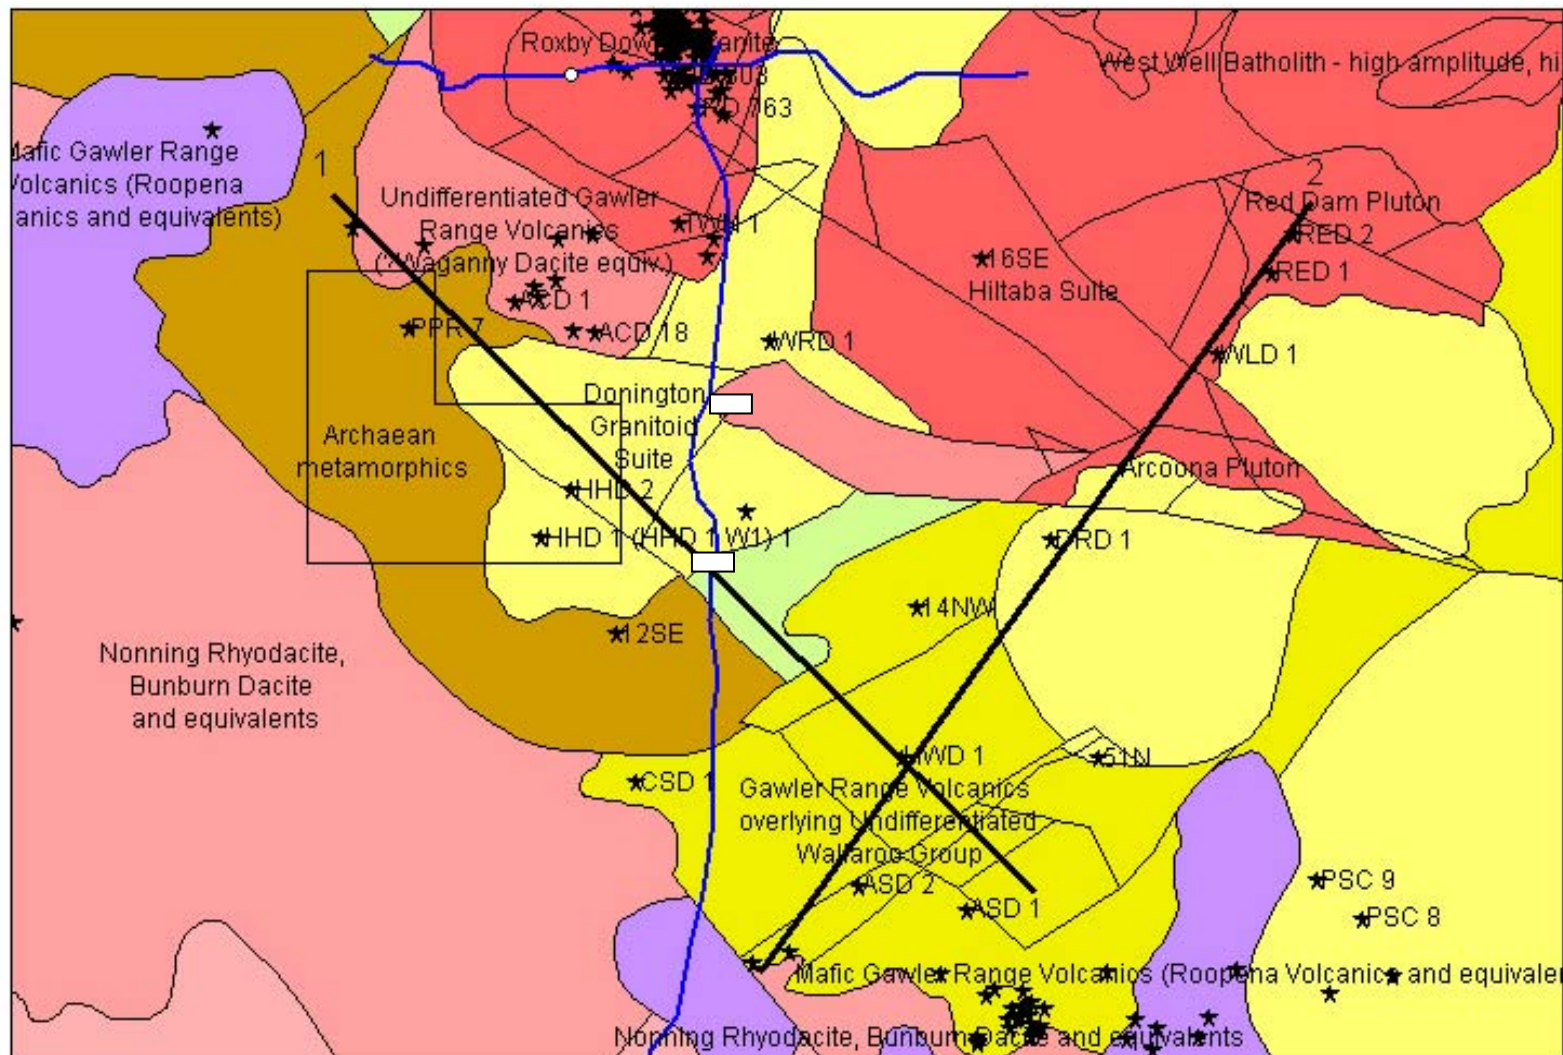 Roxby Downs Granite
West Well Batholith - high amplitude, hi
763
Mafic Gawler Range
Volcanics (Roopena
anics and equivalents)
1
Undifferentiated Gawler
Range Volcanics
(?Waganny Dacite equiv.)
2
Red Dam Pluton
RED 2
RED 1
16SE
Hiltaba Suite
ACD 1
PPR 7
ACD 18
WRD 1
WLD 1
Donington
Granitoid
Suite
Archaean
metamorphics
Arcoona Pluton
HHD 2
HHD 1 (HHD 1 W1) 1
DRD 1
14NW
12SE
Nonning Rhyodacite,
Bunburn Dacite
and equivalents
HWD 1
51N
CSD 1
Gawler Range Volcanics
overlying Undifferentiated
Wallaroo Group
ASD 2
ASD 1
PSC 9
PSC 8
Mafic Gawler Range Volcanics (Roopena Volcanics and equivaler
Nonning Rhyodacite, Bunburn Dacite and equivalents